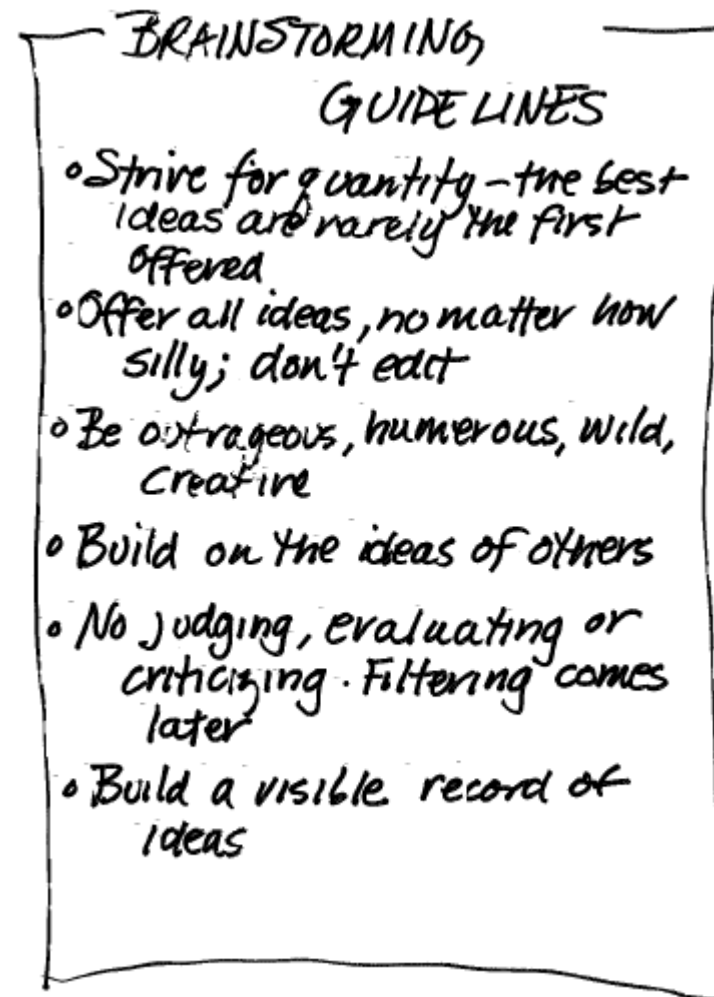 BRAINSTORMING
GUIDELINES
• Strive for quantity - the best
ideas are rarely the first
offered
• Offer all ideas, no matter how
silly; don't edit
• Be outrageous, humerous, wild,
creative
• Build on the ideas of others
• No judging, evaluating or
criticizing. Filtering comes
later
• Build a visible record of
ideas